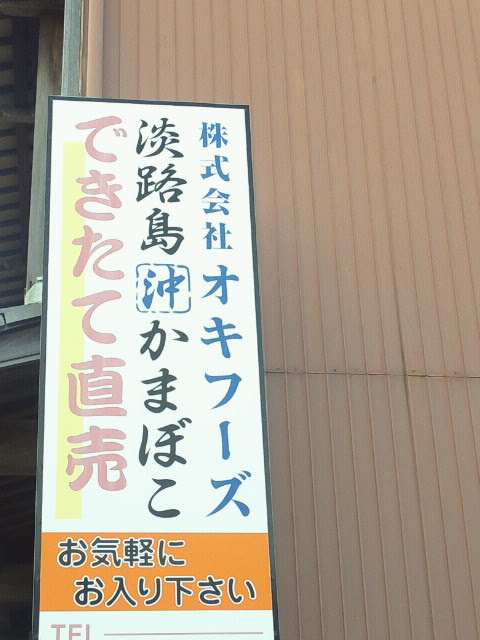 株式会社オキフーズ
淡路島沖かまぼこ
できたて直売
お気軽に
お入り下さい
TEL